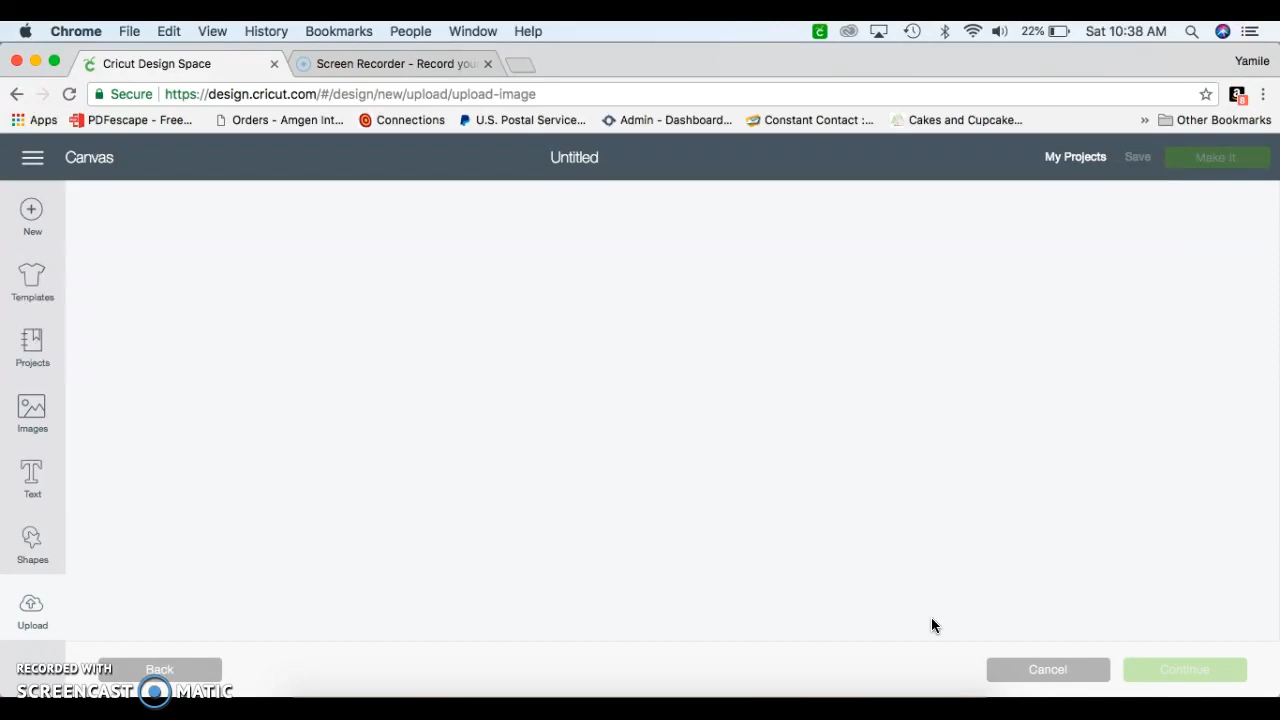 Chrome File Edit View History Bookmarks People Window Help 22% Sat 10:38 AM
Cricut Design Space Screen Recorder - Record you Yamile
Secure https://design.cricut.com/#/design/new/upload/upload-image
Apps PDFescape - Free... Orders - Amgen Int... Connections U.S. Postal Service... Admin - Dashboard... Constant Contact :... Cakes and Cupcake... » Other Bookmarks
Canvas Untitled My Projects Save Make It
New
Templates
Projects
Images
Text
Shapes
Upload
Back Cancel Continue
RECORDED WITH
SCREENCAST MATIC